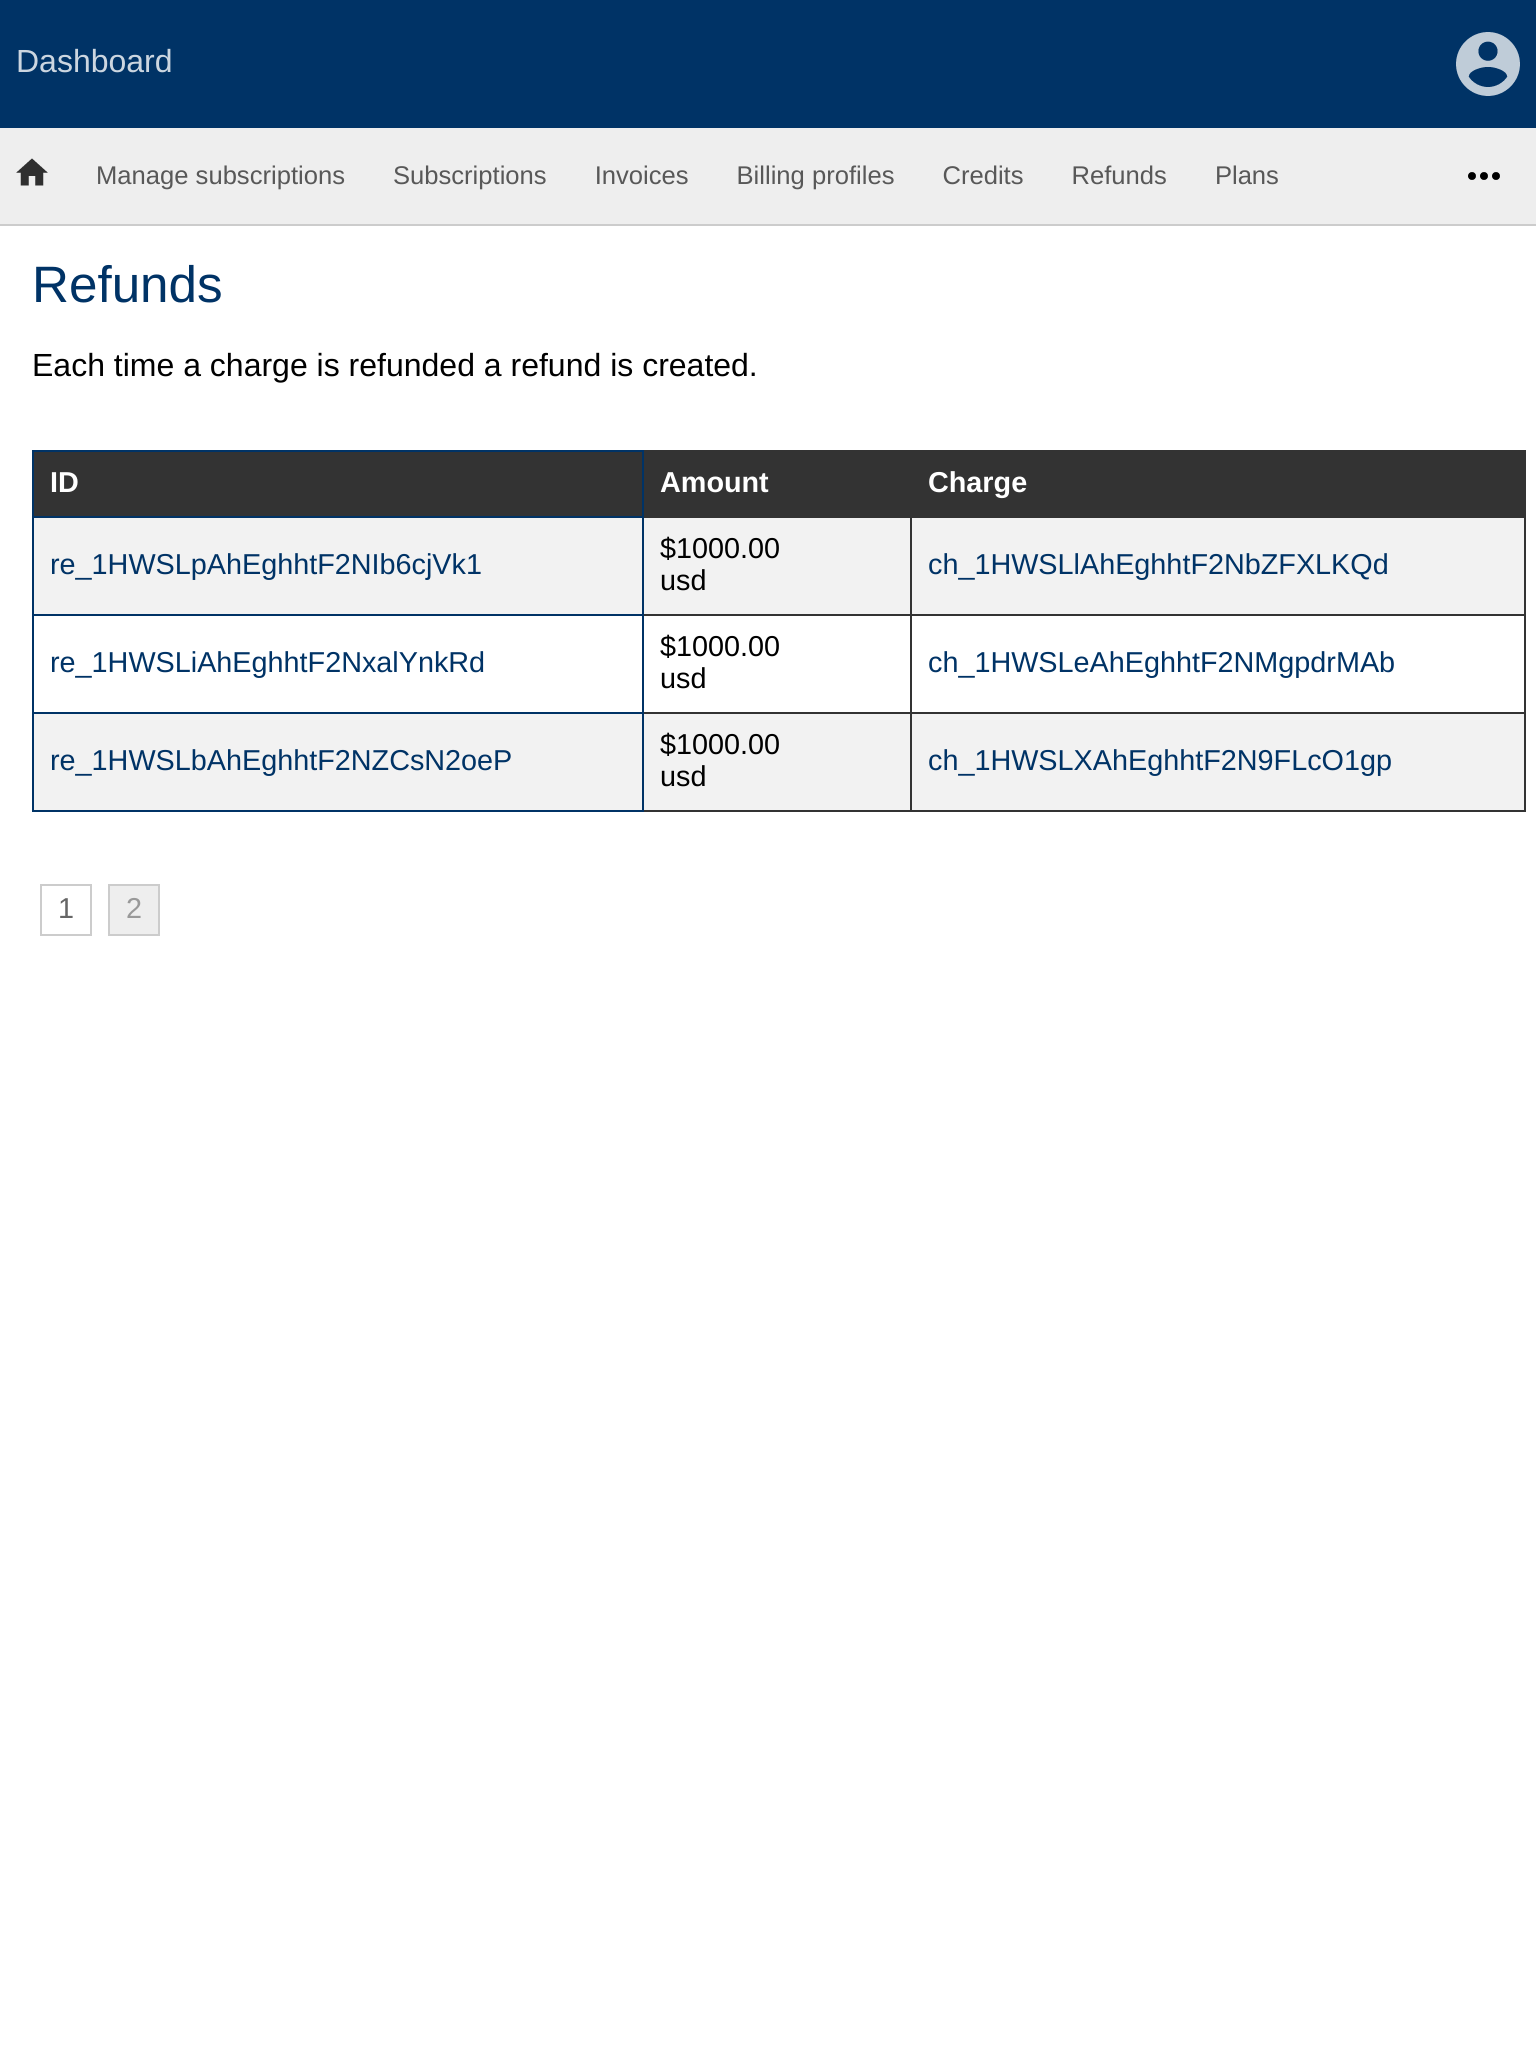 Dashboard
Manage subscriptions Subscriptions Invoices Billing profiles Credits Refunds Plans
Refunds
Each time a charge is refunded a refund is created.
ID Amount Charge
re_1HWSLpAhEghhtF2NIb6cjVk1 $1000.00 usd ch_1HWSLlAhEghhtF2NbZFXLKQd
re_1HWSLiAhEghhtF2NxalYnkRd $1000.00 usd ch_1HWSLeAhEghhtF2NMgpdrMAb
re_1HWSLbAhEghhtF2NZCsN2oeP $1000.00 usd ch_1HWSLXAhEghhtF2N9FLcO1gp
1 2